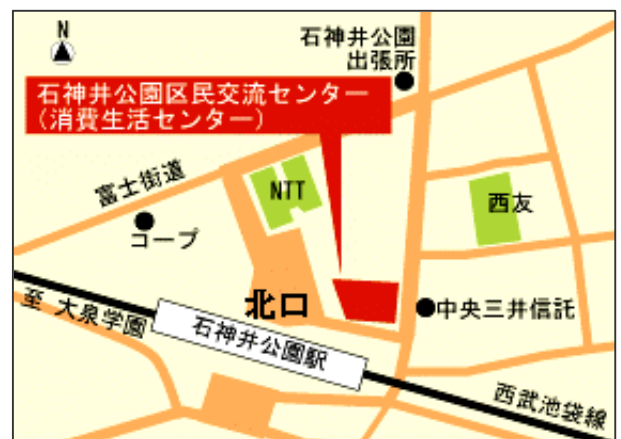 N
石神井公園
出張所
石神井公園区民交流センター
(消費生活センター)
富士街道
NTT
西友
コープ
北口
中央三井信託
至 大泉学園
石神井公園駅
西武池袋線